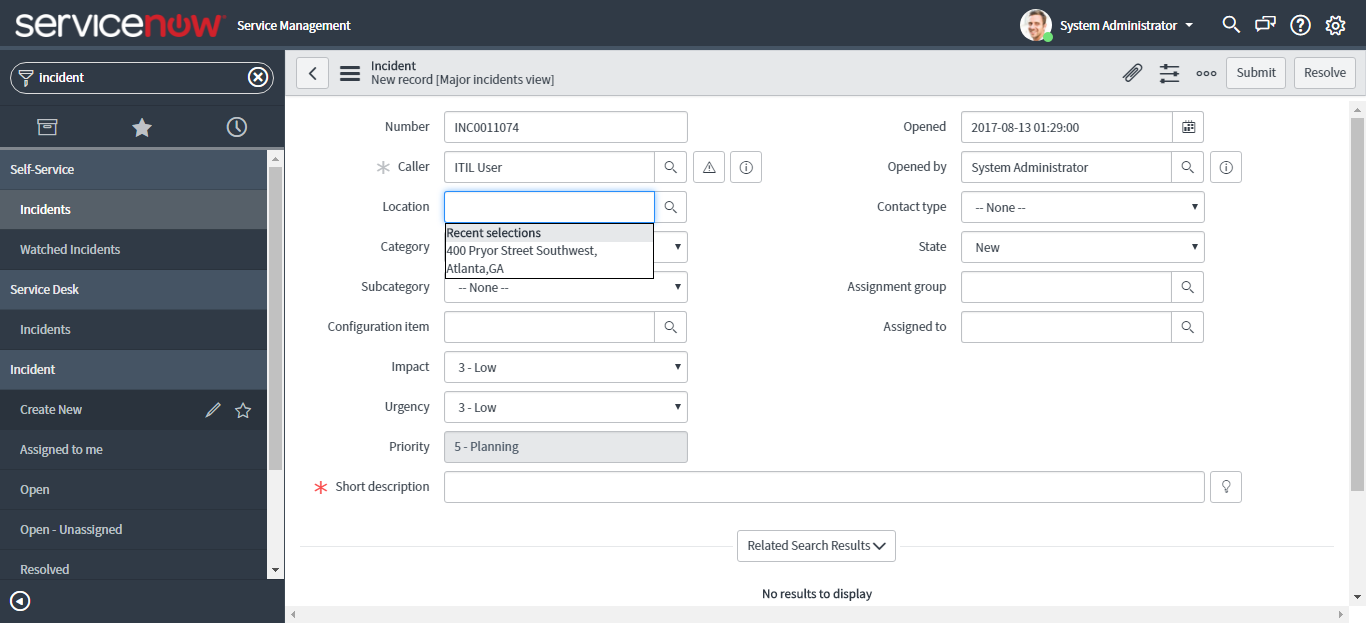 servicenow Service Management
System Administrator
incident
Self-Service
Incidents
Watched Incidents
Service Desk
Incidents
Incident
Create New
Assigned to me
Open
Open - Unassigned
Resolved
Incident
New record [Major incidents view]
Submit
Resolve
Number INC0011074
Caller ITIL User
Location
Recent selections
400 Pryor Street Southwest,
Atlanta,GA
Category
Subcategory -- None --
Configuration item
Impact 3 - Low
Urgency 3 - Low
Priority 5 - Planning
Short description
Opened 2017-08-13 01:29:00
Opened by System Administrator
Contact type -- None --
State New
Assignment group
Assigned to
Related Search Results
No results to display